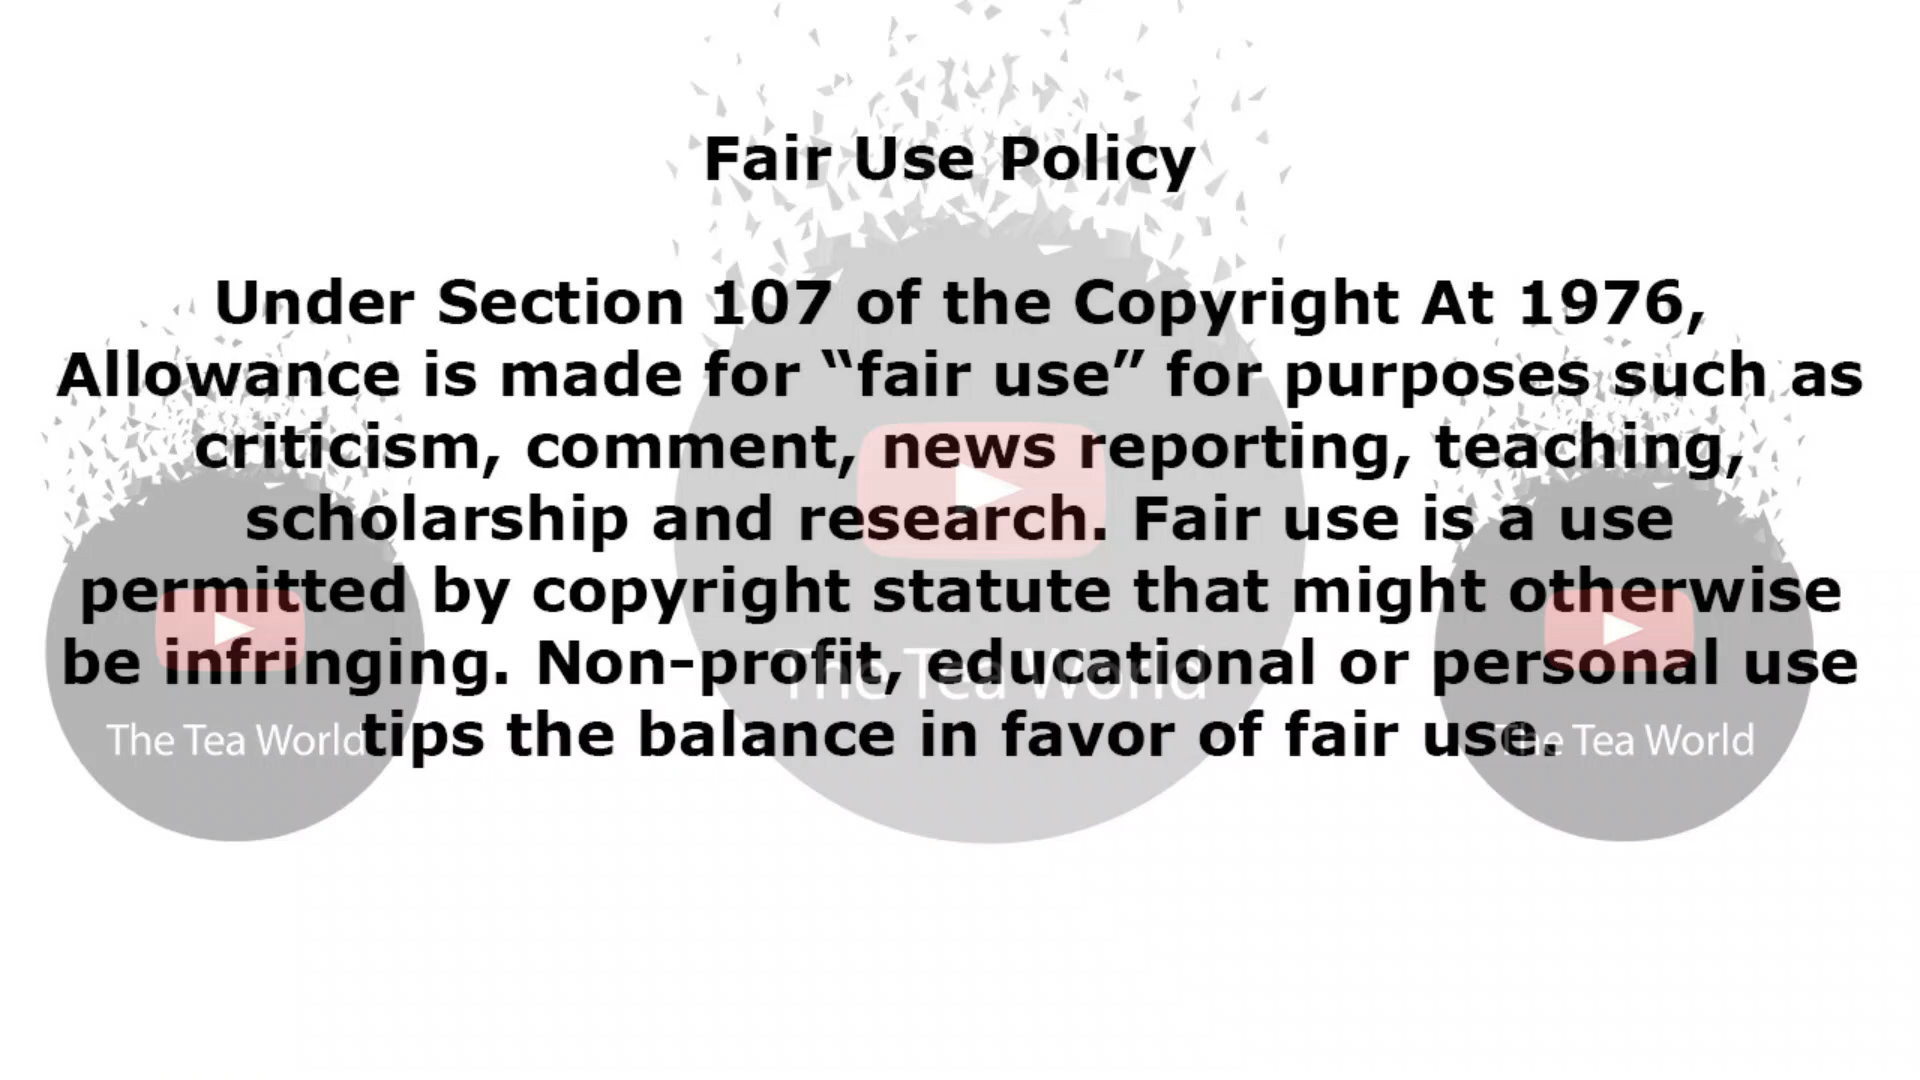 Fair Use Policy
Under Section 107 of the Copyright At 1976,
Allowance is made for “fair use” for purposes such as
criticism, comment, news reporting, teaching,
scholarship and research. Fair use is a use
permitted by copyright statute that might otherwise
be infringing. Non-profit, educational or personal use
tips the balance in favor of fair use.
The Tea World
The Tea World
The Tea World